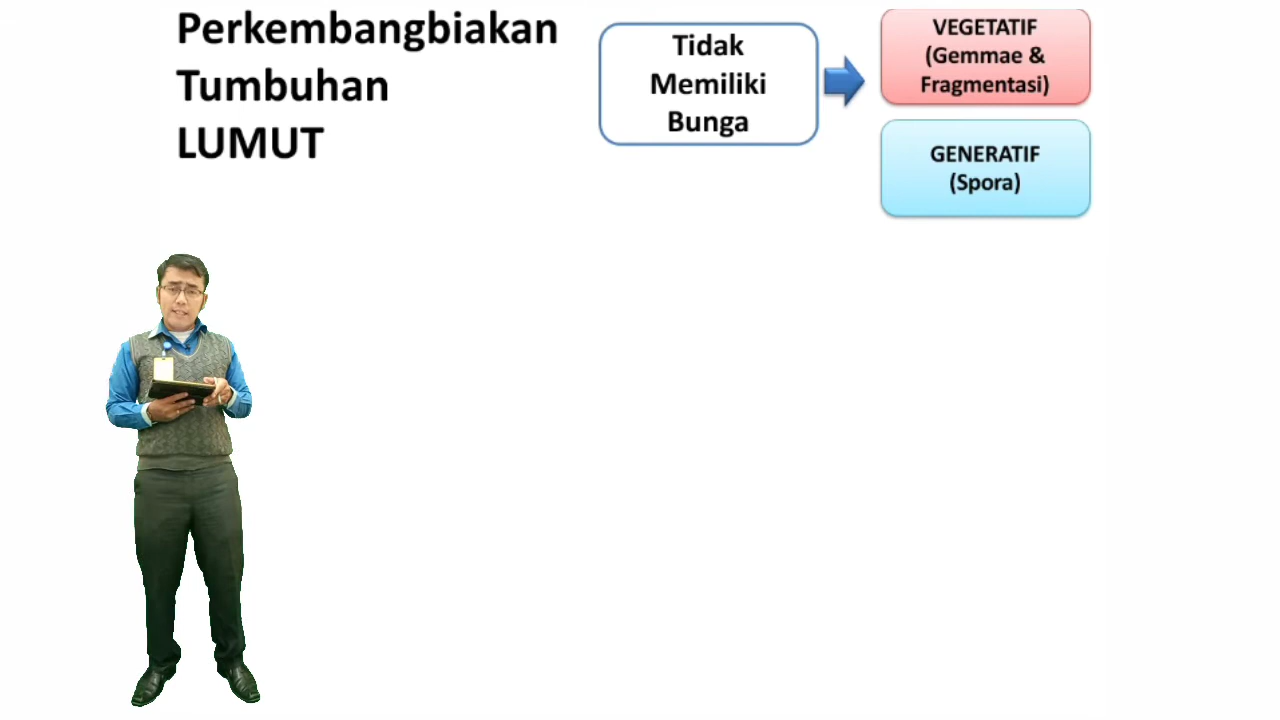 Perkembangbiakan
Tumbuhan
LUMUT
Tidak
Memiliki
Bunga
VEGETATIF
(Gemmae &
Fragmentasi)
GENERATIF
(Spora)